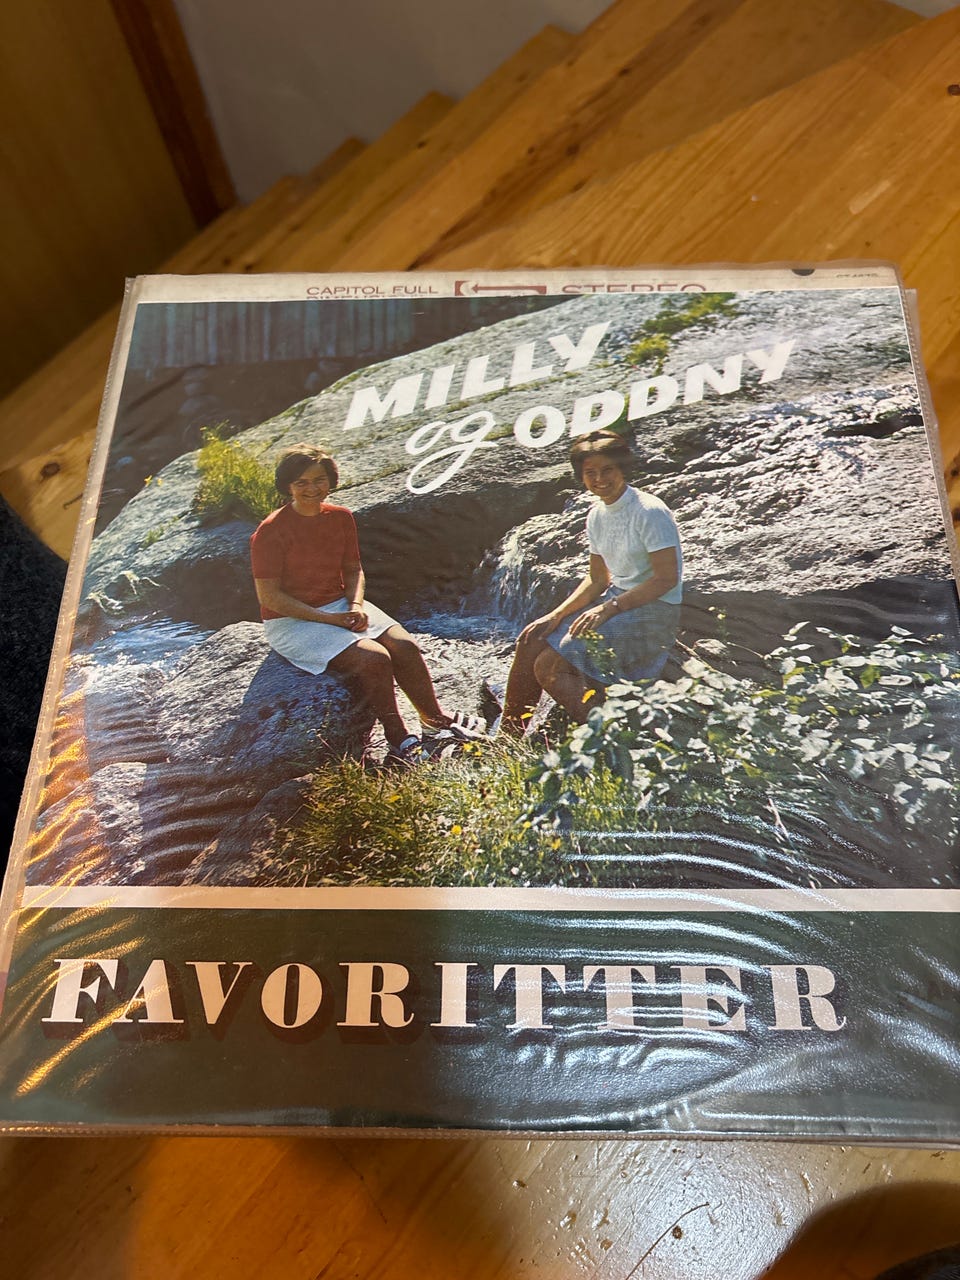 CAPITOL FULL STEREO
MILLY
og ODDNY
FAVORITTER